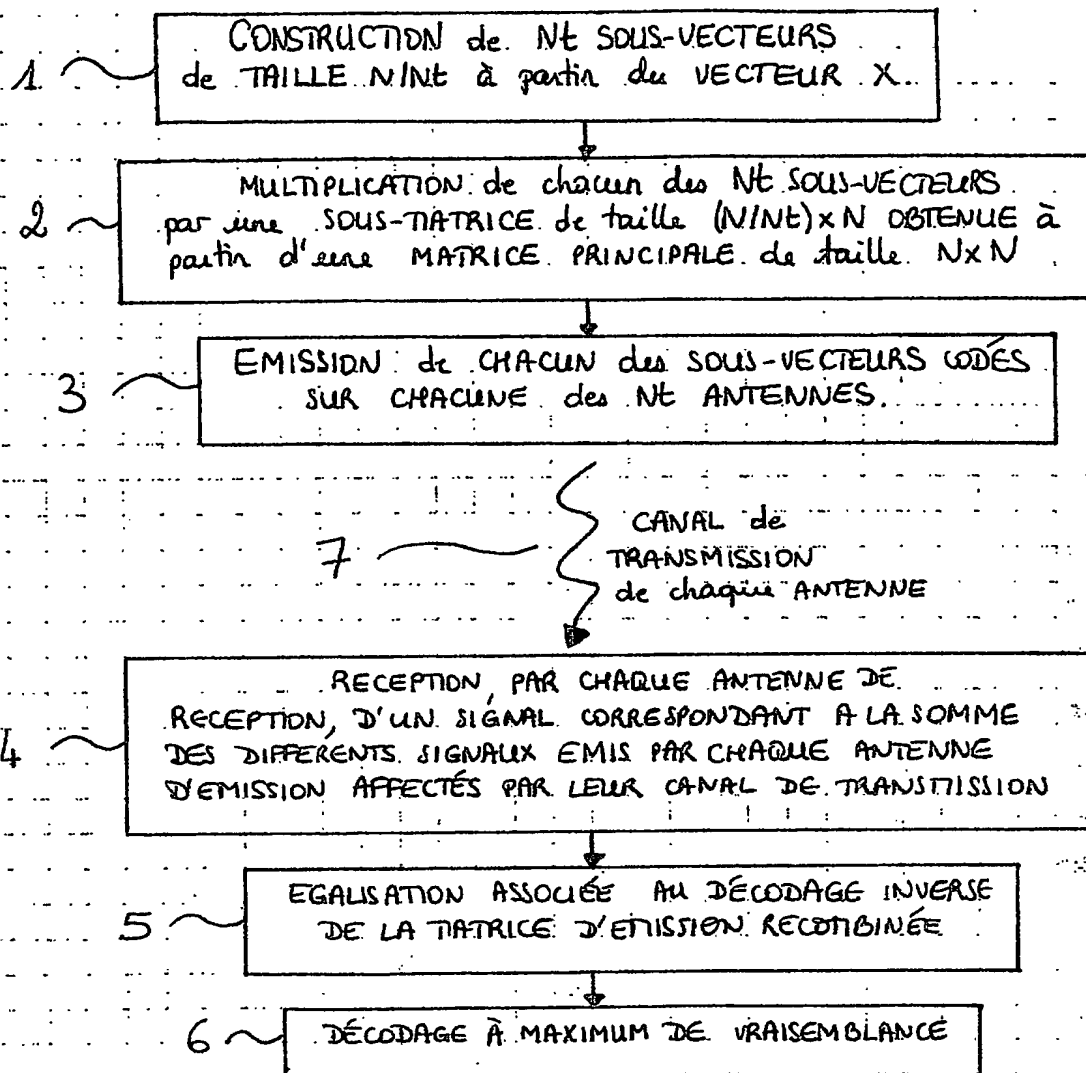 1
CONSTRUCTION de Nt SOUS-VECTEURS
de TAILLE N/Nt à partir du VECTEUR X.
2
MULTIPLICATION de chacun des Nt SOUS-VECTEURS
par une SOUS-MATRICE de taille (N/Nt)xN OBTENUE à
partir d'une MATRICE PRINCIPALE de taille NxN
3
EMISSION de CHACUN des SOUS-VECTEURS CODÉS
SUR CHACUNE des Nt ANTENNES.
7
CANAL de
TRANSMISSION
de chaque ANTENNE
4
RECEPTION, PAR CHAQUE ANTENNE DE
RECEPTION, D'UN SIGNAL CORRESPONDANT A LA SOMME
DES DIFFERENTS SIGNAUX EMIS PAR CHAQUE ANTENNE
D'EMISSION AFFECTÉS PAR LEUR CANAL DE TRANSMISSION
5
EGALISATION ASSOCIÉE AU DÉCODAGE INVERSE
DE LA MATRICE D'EMISSION RECOMBINÉE
6
DÉCODAGE À MAXIMUM DE VRAISEMBLANCE